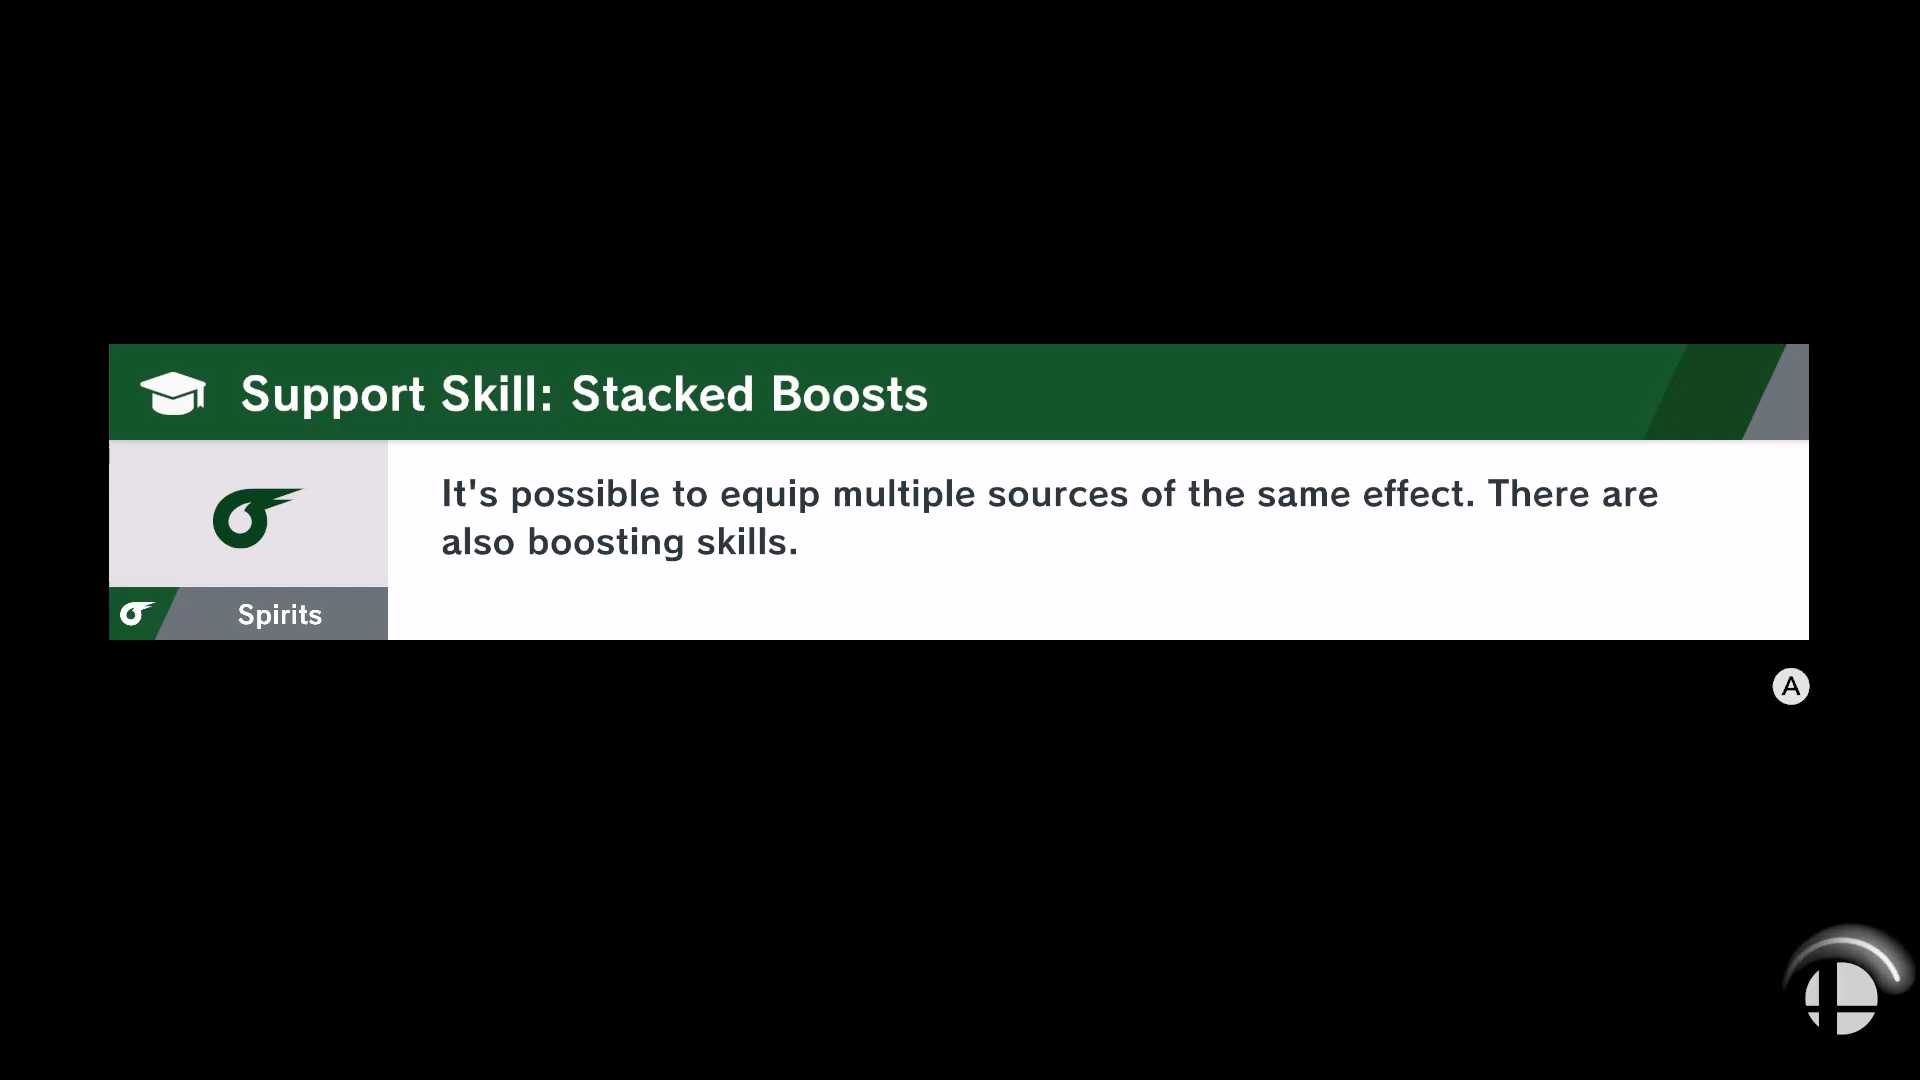 Support Skill: Stacked Boosts
It's possible to equip multiple sources of the same effect. There are
also boosting skills.
Spirits
A